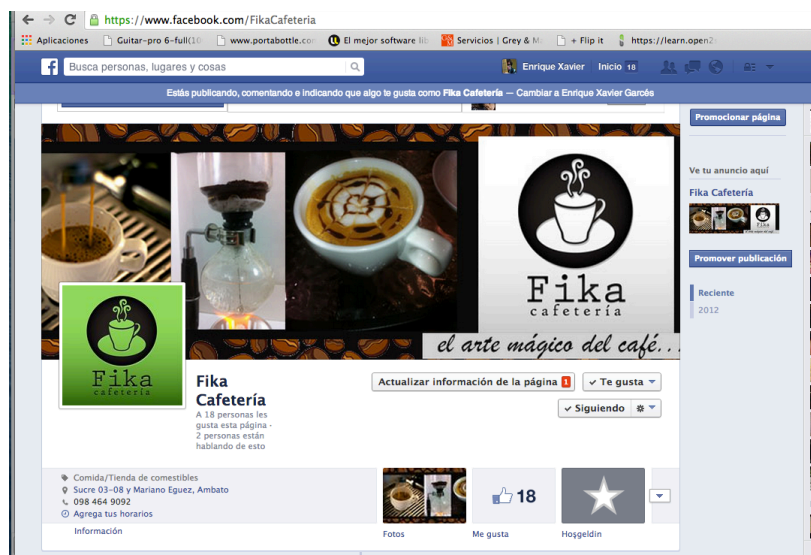 https://www.facebook.com/FikaCafeteria
Aplicaciones Guitar-pro 6-full(10 www.portabottle.com El mejor software lib Servicios | Grey & M + Flip it https://learn.open2
Busca personas, lugares y cosas
Enrique Xavier Inicio 18
Estás publicando, comentando e indicando que algo te gusta como Fika Cafetería — Cambiar a Enrique Xavier Garcés
Promocionar página
Ve tu anuncio aquí
Fika Cafetería
Promover publicación
Reciente
2012
Fika
cafetería
el arte mágico del café...
Fika
cafetería
Fika
Cafetería
A 18 personas les
gusta esta página ·
2 personas están
hablando de esto
Actualizar información de la página 1
Te gusta
Siguiendo
Comida/Tienda de comestibles
Sucre 03-08 y Mariano Eguez, Ambato
098 464 9092
Agrega tus horarios
Información
18
Fotos
Me gusta
Hoşgeldin